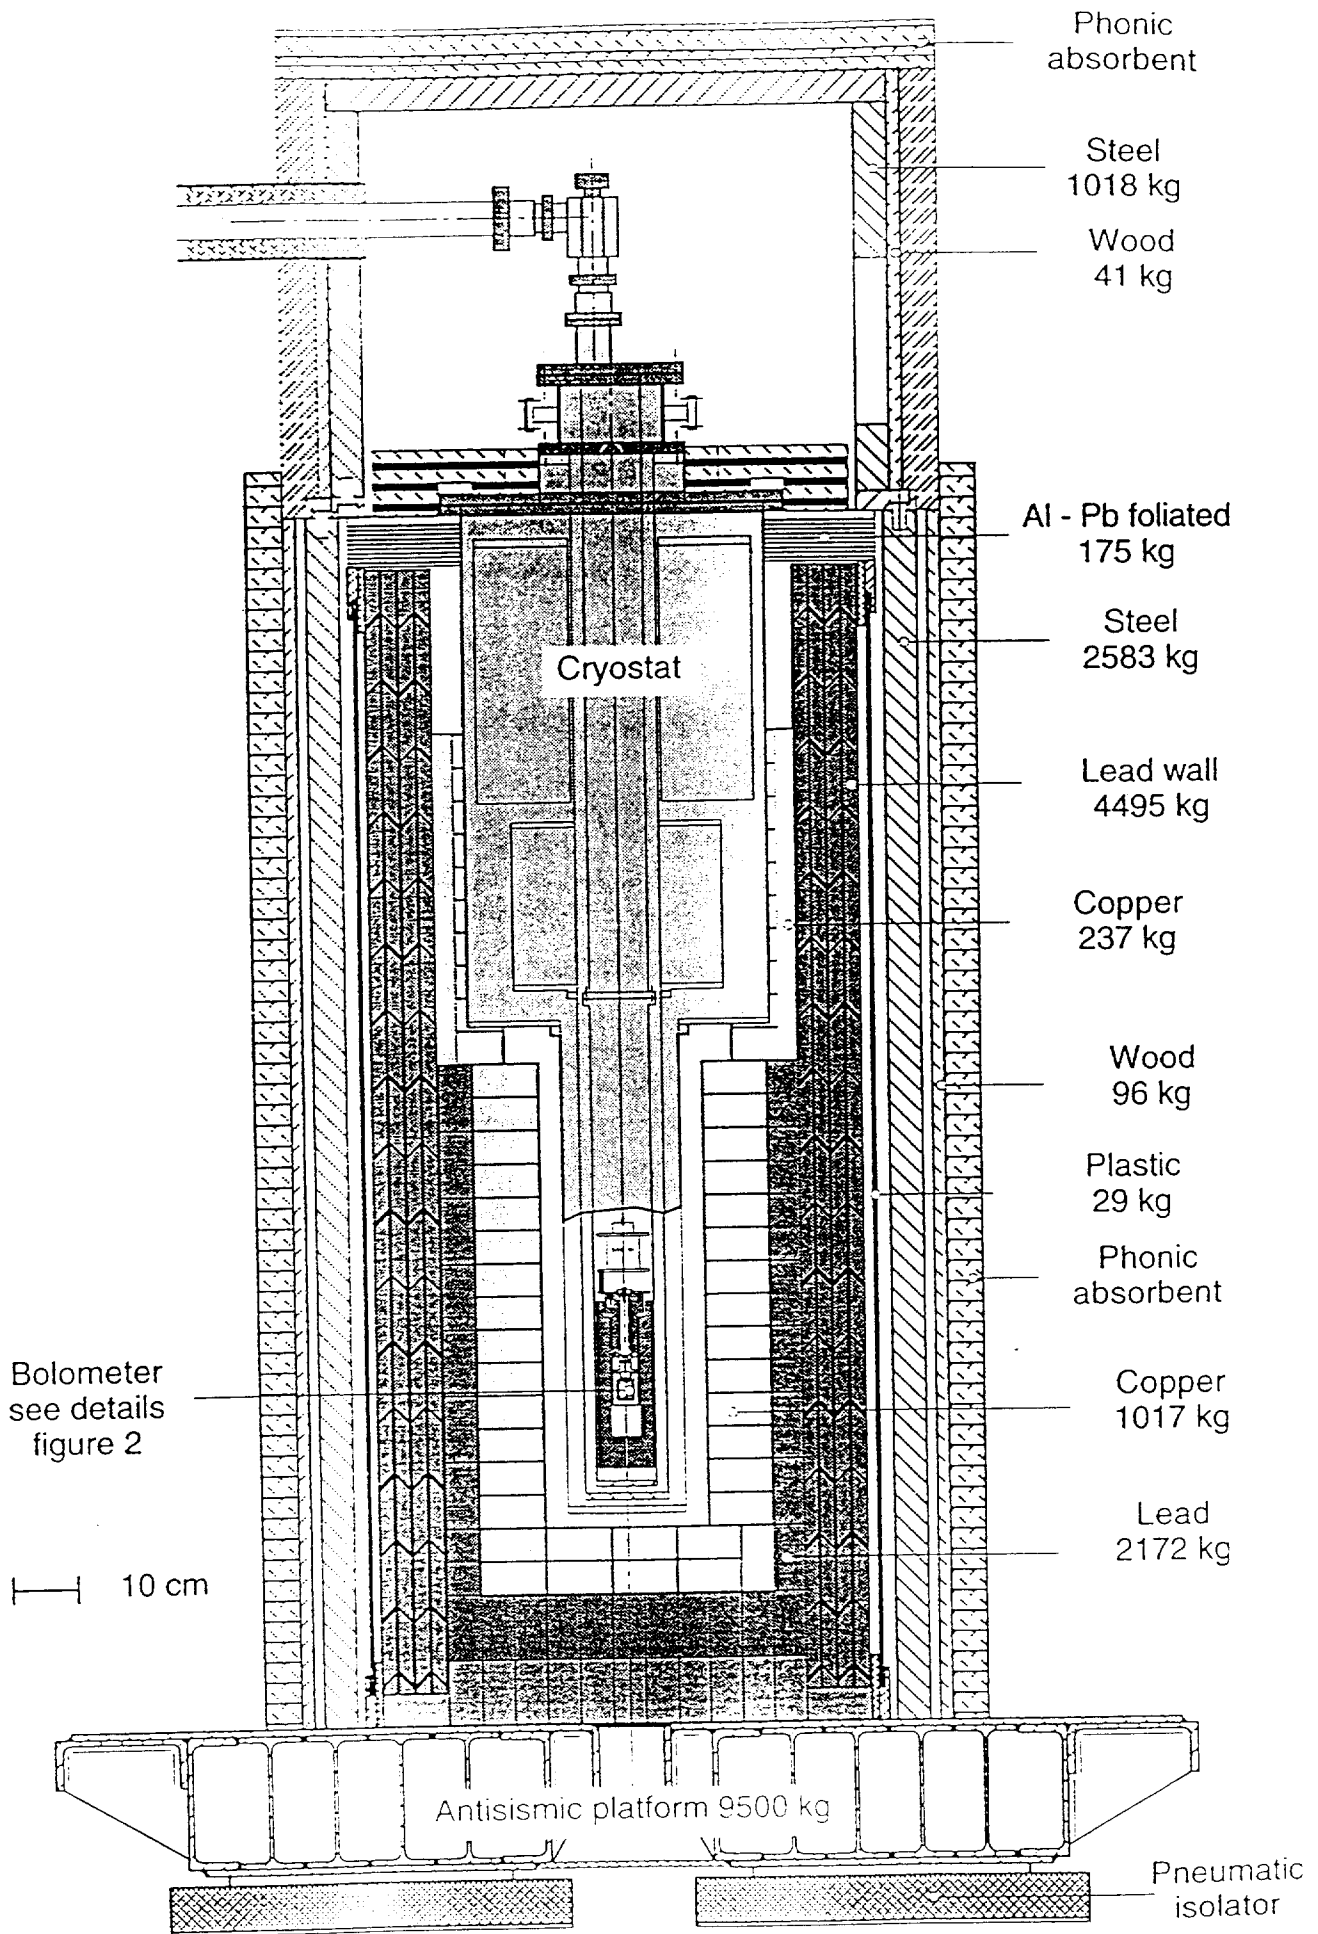 Phonic
absorbent
Steel
1018 kg
Wood
41 kg
Al - Pb foliated
175 kg
Steel
2583 kg
Cryostat
Lead wall
4495 kg
Copper
237 kg
Wood
96 kg
Plastic
29 kg
Phonic
absorbent
Bolometer
see details
figure 2
Copper
1017 kg
Lead
2172 kg
10 cm
Antisismic platform 9500 kg
Pneumatic
isolator